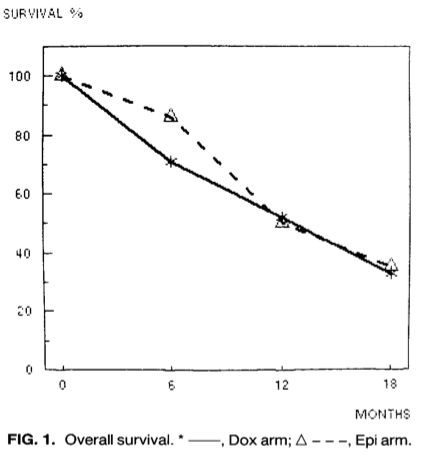 SURVIVAL %
100
80
60
40
20
0
0 6 12 18
MONTHS
FIG. 1. Overall survival. * ——, Dox arm; △ – – –, Epi arm.